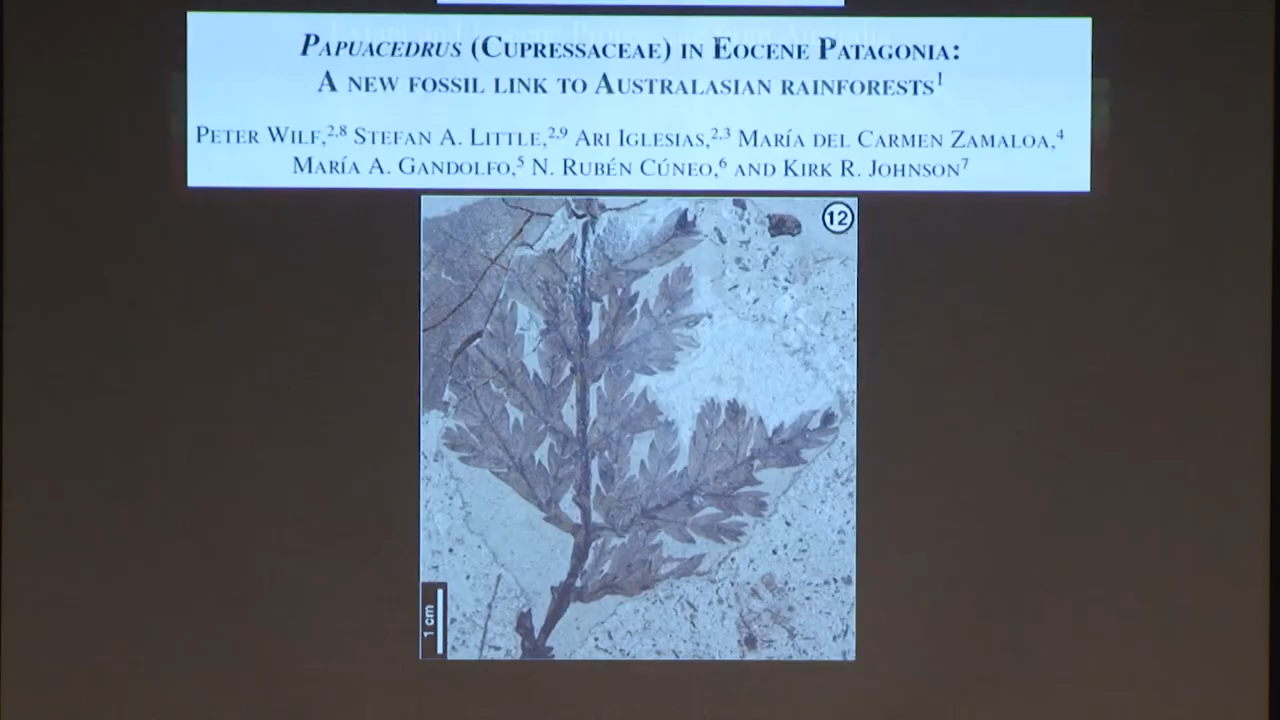 PAPUACEDRUS (CUPRESSACEAE) IN EOCENE PATAGONIA:
A NEW FOSSIL LINK TO AUSTRALASIAN RAINFORESTS1
PETER WILF,2,8 STEFAN A. LITTLE,2,9 ARI IGLESIAS,2,3 MARÍA DEL CARMEN ZAMALOA,4
MARÍA A. GANDOLFO,5 N. RUBÉN CÚNEO,6 AND KIRK R. JOHNSON7
12
1 cm